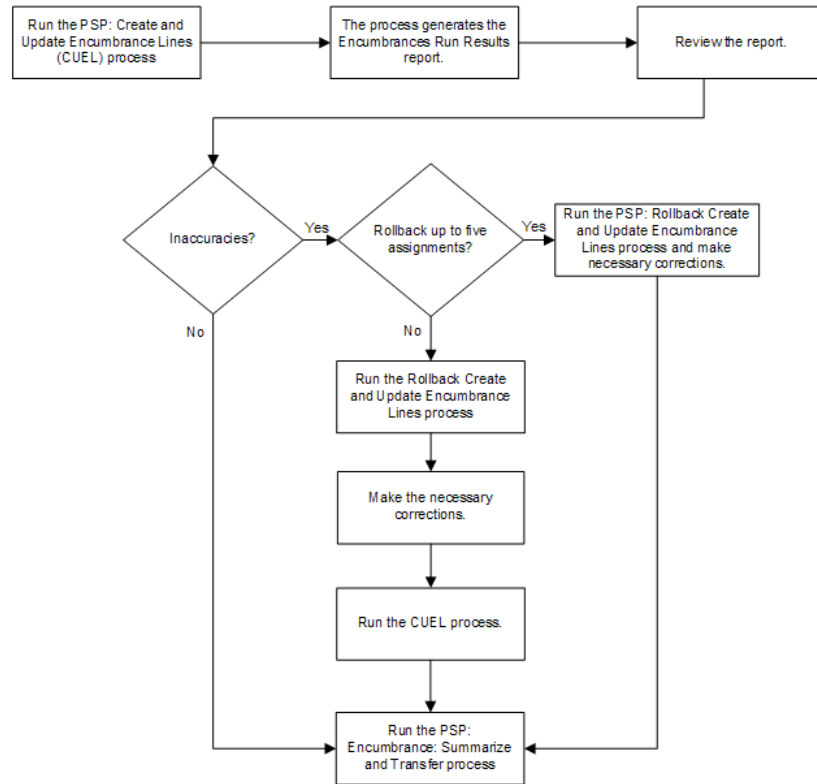 Run the PSP: Create and
Update Encumbrance Lines
(CUEL) process
The process generates the
Encumbrances Run Results
report.
Review the report.
Inaccuracies?
Yes
Rollback up to five
assignments?
Yes
Run the PSP: Rollback Create
and Update Encumbrance
Lines process and make
necessary corrections.
No
No
Run the Rollback Create
and Update Encumbrance
Lines process
Make the necessary
corrections.
Run the CUEL process.
Run the PSP:
Encumbrance: Summarize
and Transfer process